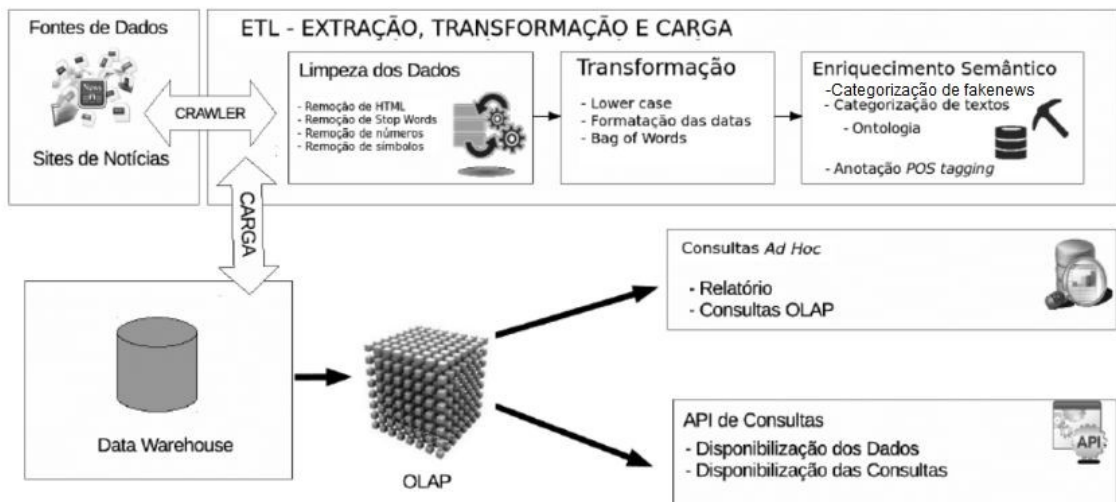 Fontes de Dados
Sites de Notícias
CRAWLER
ETL - EXTRAÇÃO, TRANSFORMAÇÃO E CARGA
Limpeza dos Dados
- Remoção de HTML
- Remoção de Stop Words
- Remoção de números
- Remoção de símbolos
Transformação
- Lower case
- Formatação das datas
- Bag of Words
Enriquecimento Semântico
-Categorização de fakenews
- Categorização de textos
- Ontologia
- Anotação POS tagging
CARGA
Data Warehouse
OLAP
Consultas Ad Hoc
- Relatório
- Consultas OLAP
API de Consultas
- Disponibilização dos Dados
- Disponibilização das Consultas
API